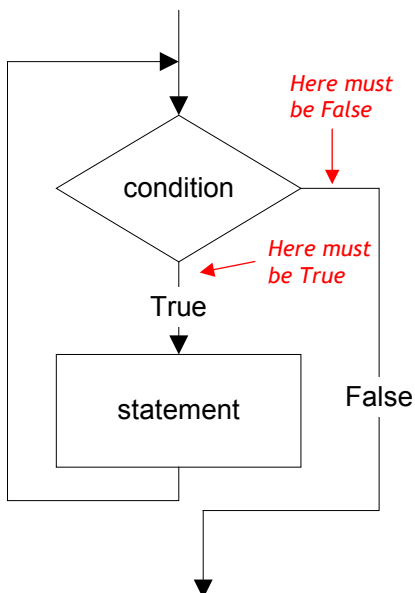 Here must
be False
condition
Here must
be True
True
statement
False